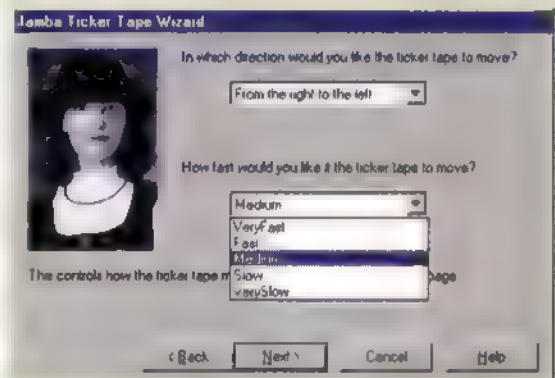 Jamba Ticker Tape Wizard
In which direction would you like the ticker tape to move?
From the right to the left
How fast would you like it the ticker tape to move?
Medium
VeryFast
Fast
Medium
Slow
VerySlow
This controls how the ticker tape m page
< Back Next > Cancel Help